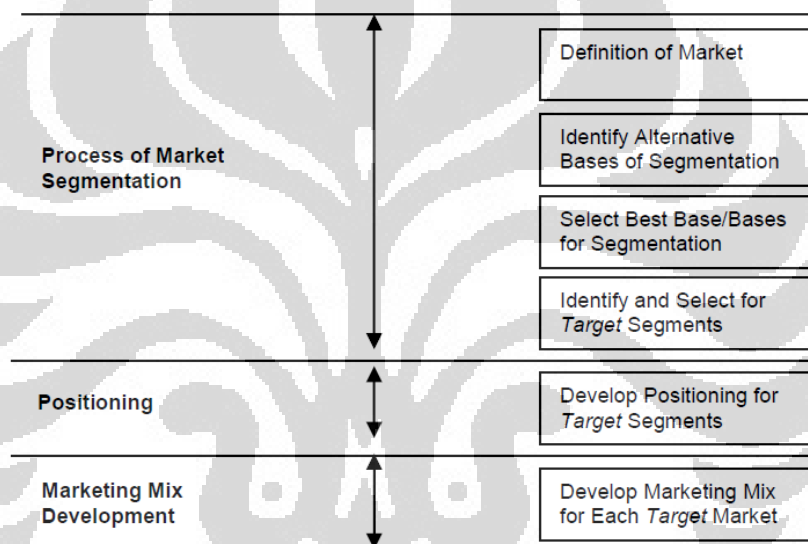 Definition of Market
Process of Market
Segmentation
Identify Alternative
Bases of Segmentation
Select Best Base/Bases
for Segmentation
Identify and Select for
Target Segments
Positioning
Develop Positioning for
Target Segments
Marketing Mix
Development
Develop Marketing Mix
for Each Target Market